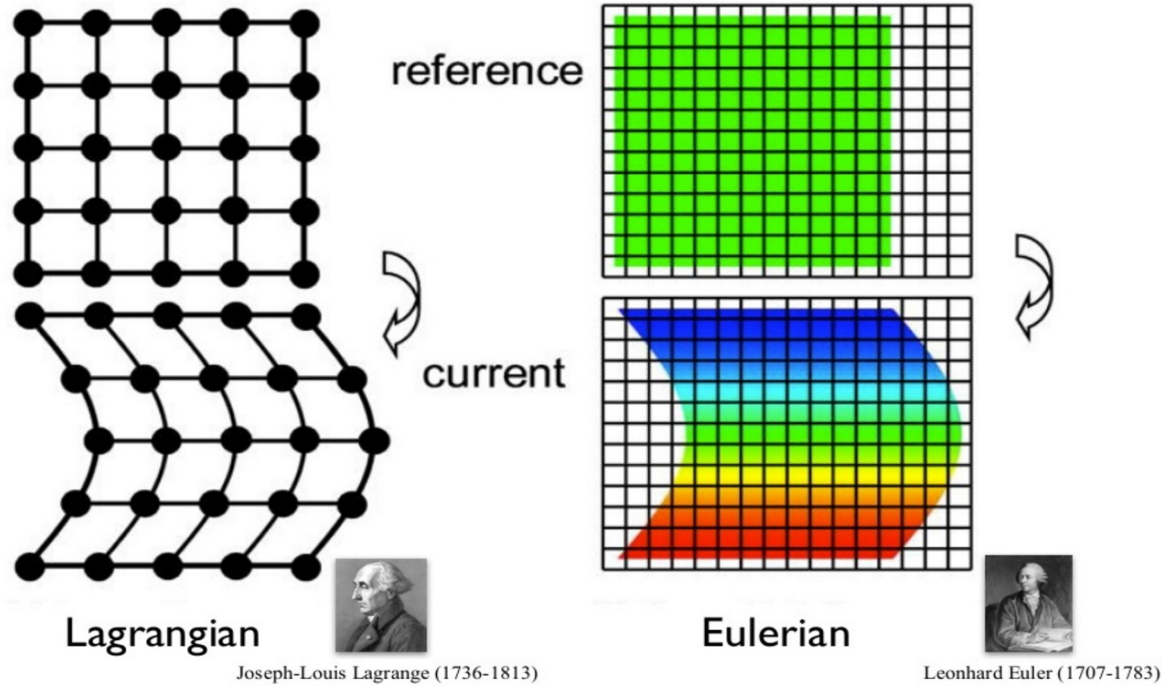 reference
current
Lagrangian
Joseph-Louis Lagrange (1736-1813)
Eulerian
Leonhard Euler (1707-1783)